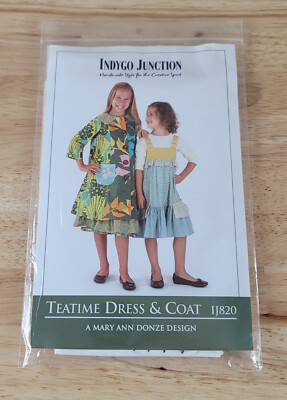 INDYGO JUNCTION
Handmade Style for the Creative Spirit
TEATIME DRESS & COAT IJ820
A MARY ANN DONZE DESIGN